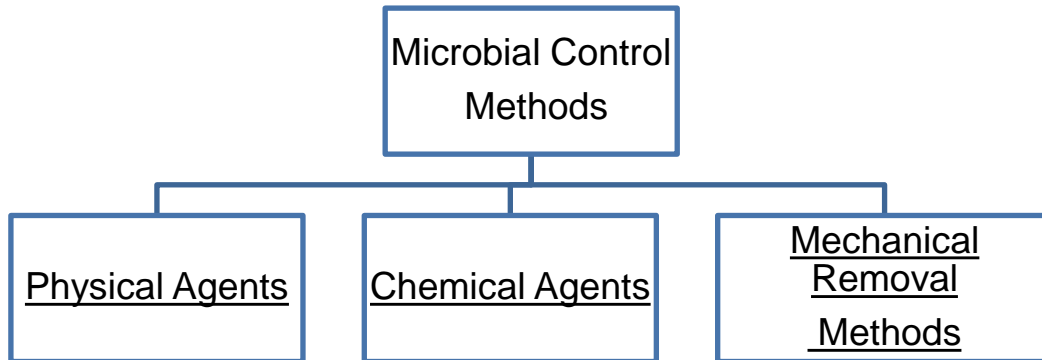 Microbial Control
Methods
Physical Agents
Chemical Agents
Mechanical
Removal
Methods